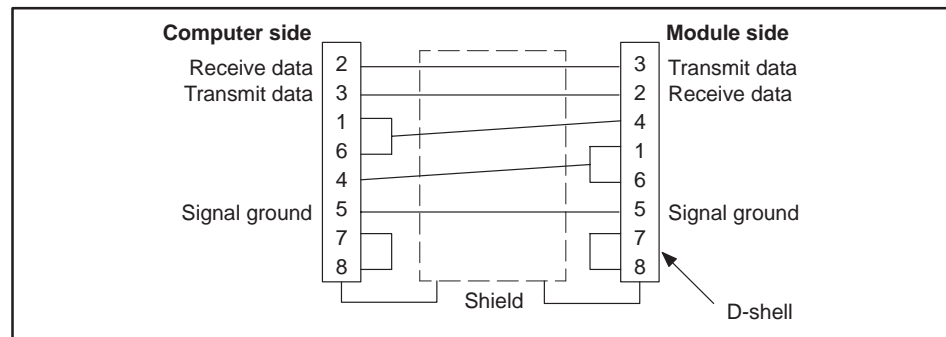 Computer side Module side
Receive data 2 3 Transmit data
Transmit data 3 2 Receive data
1 4
6 1
4 6
Signal ground 5 5 Signal ground
7 7
8 8
Shield
D-shell